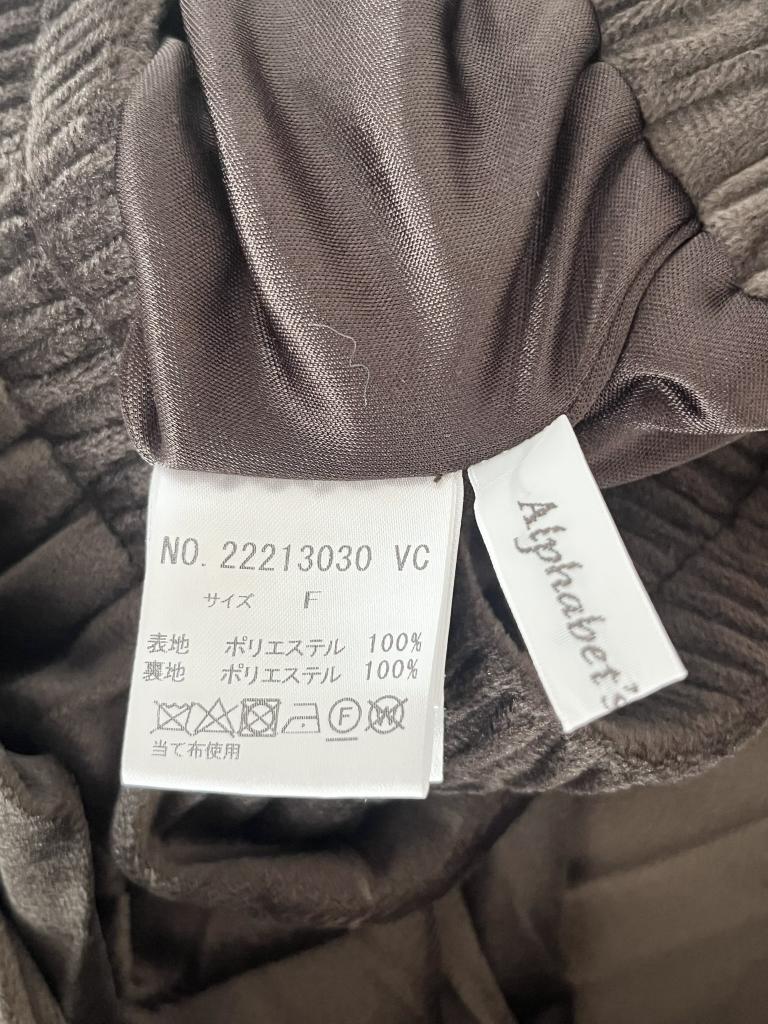 NO. 22213030 VC
サイズ F
表地 ポリエステル 100%
裏地 ポリエステル 100%
F W
当て布使用
Alphabet's